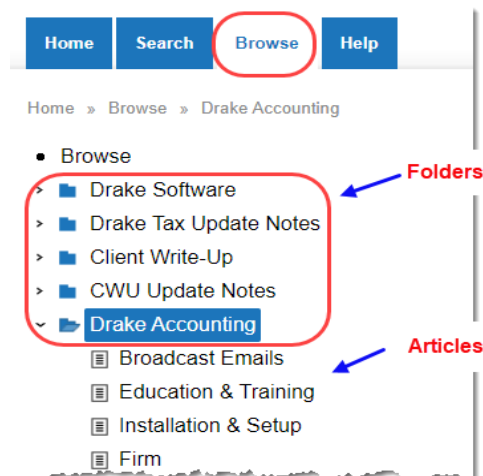 Home Search Browse Help
Home » Browse » Drake Accounting
Browse
Folders
Drake Software
Drake Tax Update Notes
Client Write-Up
CWU Update Notes
Drake Accounting
Articles
Broadcast Emails
Education & Training
Installation & Setup
Firm